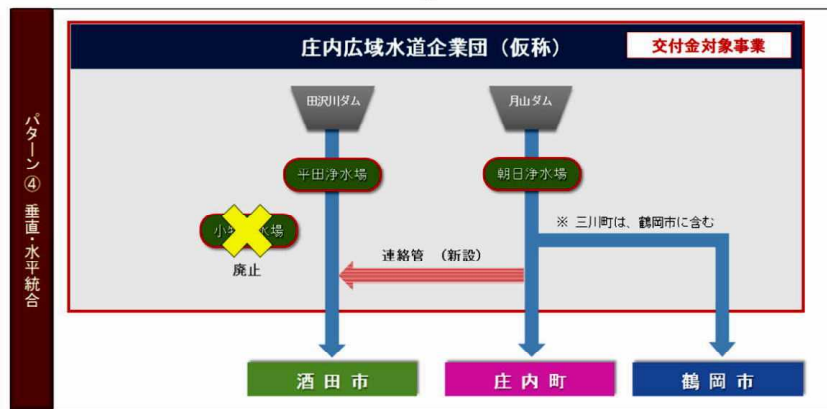 パターン④ 垂直・水平統合
庄内広域水道企業団（仮称）
交付金対象事業
田沢川ダム
月山ダム
平田浄水場
朝日浄水場
小 水場
廃止
※ 三川町は、鶴岡市に含む
連絡管 （新設）
酒田市
庄内町
鶴岡市